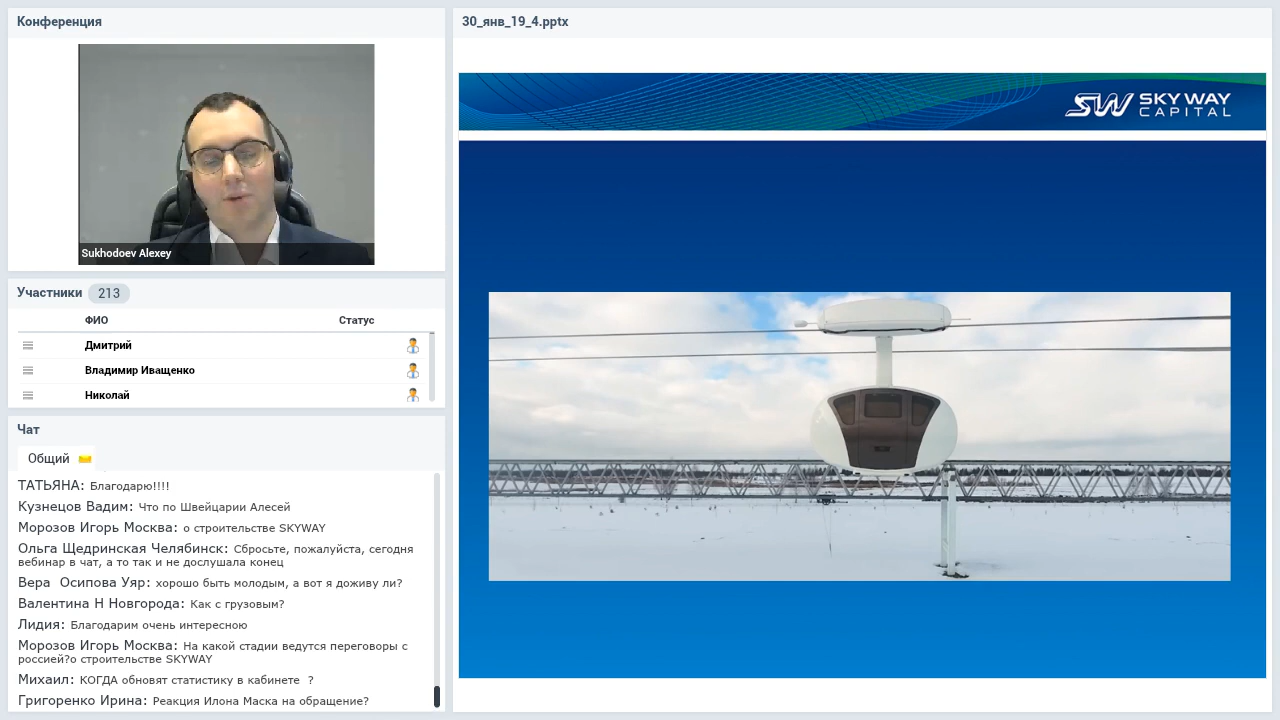 Конференция
Sukhodoev Alexey
Участники 213
ФИО Статус
Дмитрий
Владимир Иващенко
Николай
Чат
Общий
ТАТЬЯНА: Благодарю!!!!
Кузнецов Вадим: Что по Швейцарии Алесей
Морозов Игорь Москва: о строительстве SKYWAY
Ольга Щедринская Челябинск: Сбросьте, пожалуйста, сегодня
вебинар в чат, а то так и не дослушала конец
Вера Осипова Уяр: хорошо быть молодым, а вот я доживу ли?
Валентина Н Новгорода: Как с грузовым?
Лидия: Благодарим очень интересною
Морозов Игорь Москва: На какой стадии ведутся переговоры с
россией?о строительстве SKYWAY
Михаил: КОГДА обновят статистику в кабинете ?
Григоренко Ирина: Реакция Илона Маска на обращение?
30_янв_19_4.pptx
SW SKY WAY
CAPITAL